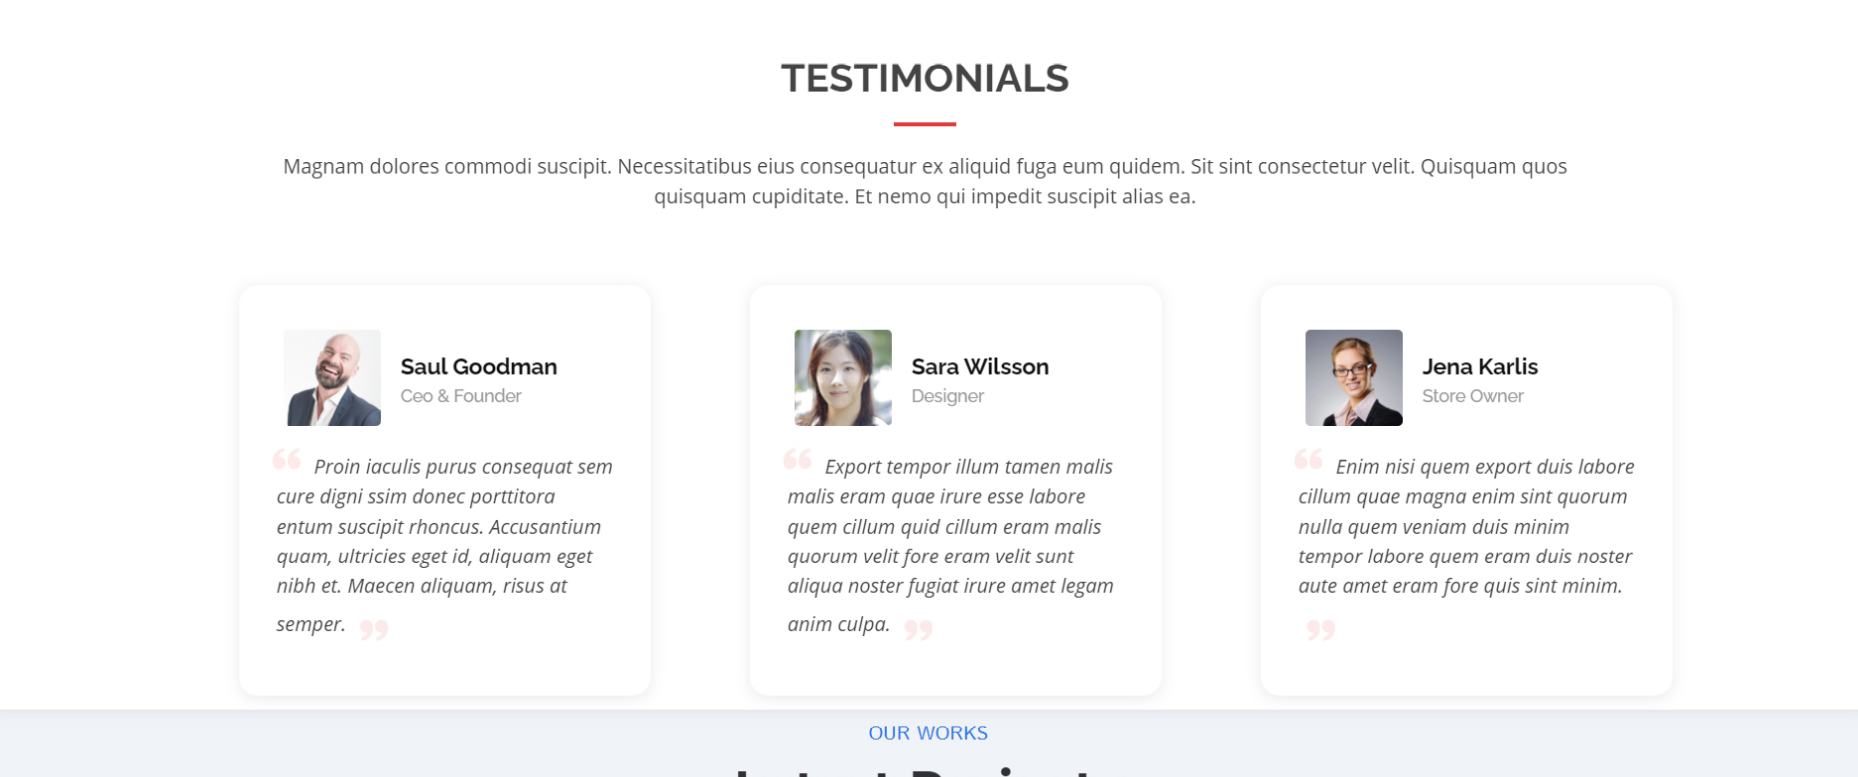 TESTIMONIALS
Magnam dolores commodi suscipit. Necessitatibus eius consequatur ex aliquid fuga eum quidem. Sit sint consectetur velit. Quisquam quos
quisquam cupiditate. Et nemo qui impedit suscipit alias ea.
Saul Goodman
Ceo & Founder
“ Proin iaculis purus consequat sem
cure digni ssim donec porttitora
entum suscipit rhoncus. Accusantium
quam, ultricies eget id, aliquam eget
nibh et. Maecen aliquam, risus at
semper. ”
Sara Wilsson
Designer
“ Export tempor illum tamen malis
malis eram quae irure esse labore
quem cillum quid cillum eram malis
quorum velit fore eram velit sunt
aliqua noster fugiat irure amet legam
anim culpa. ”
Jena Karlis
Store Owner
“ Enim nisi quem export duis labore
cillum quae magna enim sint quorum
nulla quem veniam duis minim
tempor labore quem eram duis noster
aute amet eram fore quis sint minim.
”
OUR WORKS